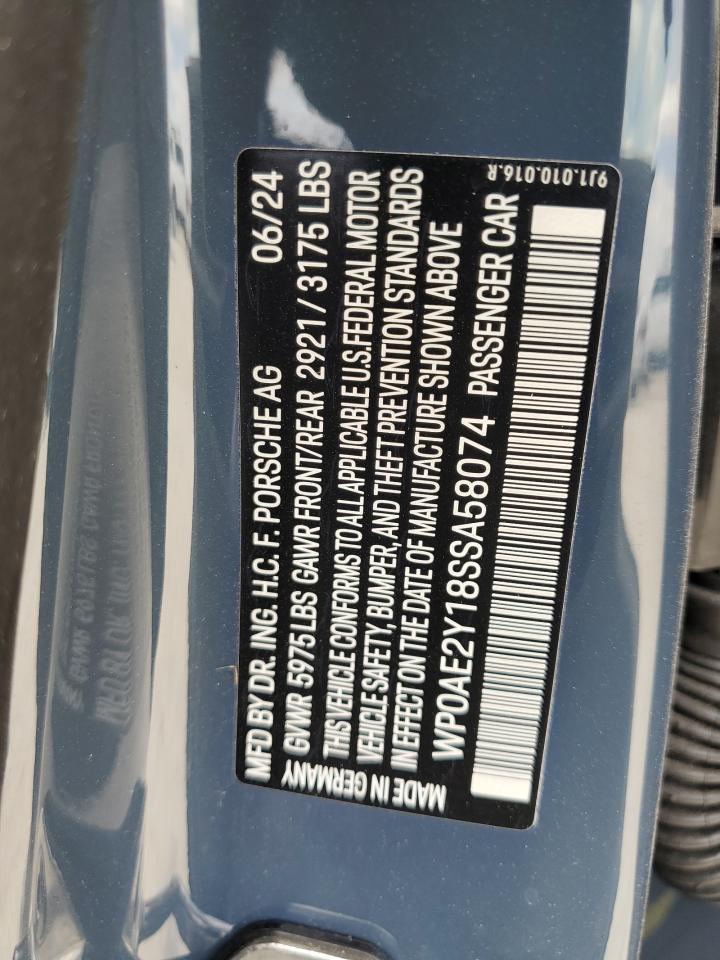 MFD BY DR. ING. H.C. F. PORSCHE AG 06/24
GVWR 5975 LBS GAWR FRONT/REAR 2921 / 3175 LBS
THIS VEHICLE CONFORMS TO ALL APPLICABLE U.S. FEDERAL MOTOR
VEHICLE SAFETY, BUMPER, AND THEFT PREVENTION STANDARDS
IN EFFECT ON THE DATE OF MANUFACTURE SHOWN ABOVE
WP0AE2Y18SSA58074 PASSENGER CAR
MADE IN GERMANY
9J1.010.016.R